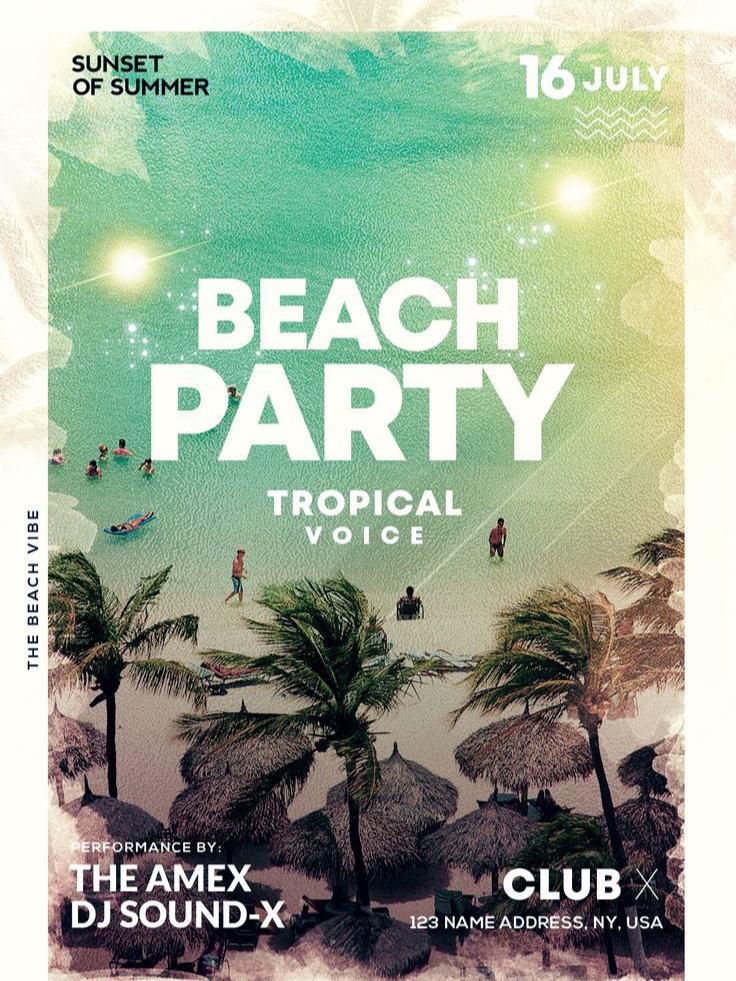 SUNSET
OF SUMMER
16 JULY
BEACH
PARTY
TROPICAL
VOICE
THE BEACH VIBE
PERFORMANCE BY:
THE AMEX
DJ SOUND-X
CLUB X
123 NAME ADDRESS, NY, USA